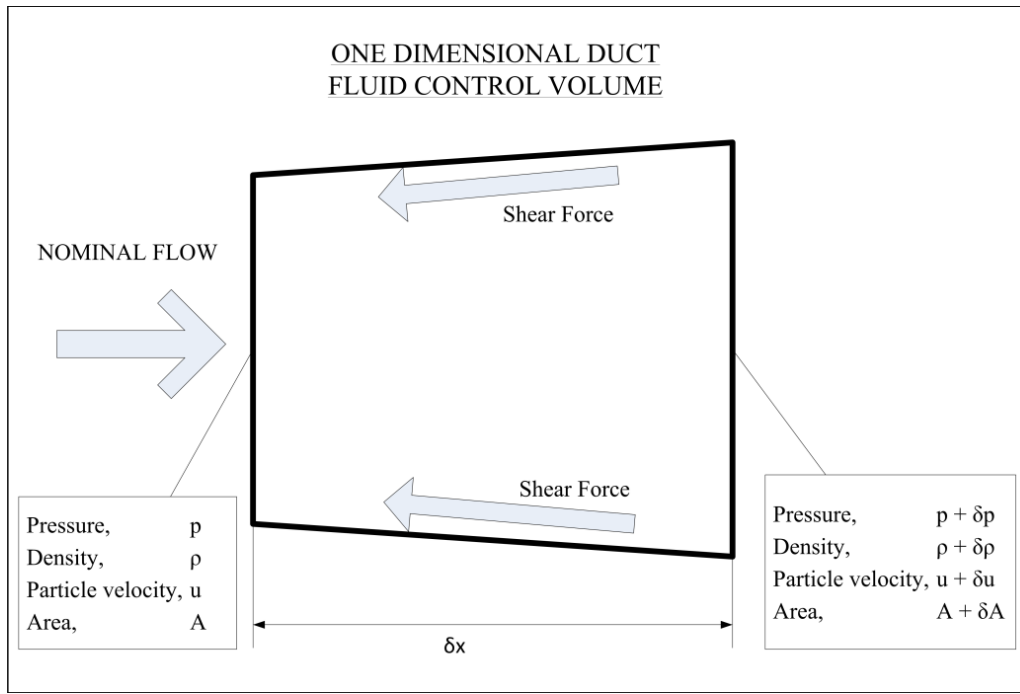 ONE DIMENSIONAL DUCT
FLUID CONTROL VOLUME
Shear Force
NOMINAL FLOW
Shear Force
Pressure, p
Density, ρ
Particle velocity, u
Area, A
Pressure, p + δp
Density, ρ + δρ
Particle velocity, u + δu
Area, A + δA
δx